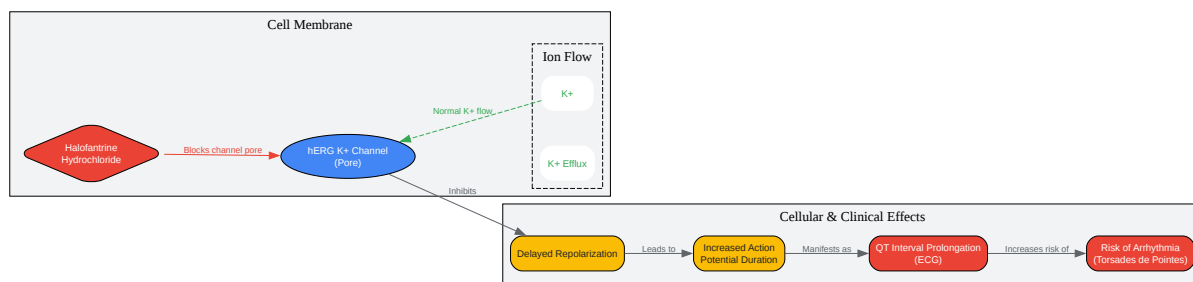 Cell Membrane
Ion Flow
K+
Normal K+ flow
Halofantrine
Hydrochloride
Blocks channel pore
hERG K+ Channel
(Pore)
K+ Efflux
Inhibits
Cellular & Clinical Effects
Delayed Repolarization
Leads to
Increased Action
Potential Duration
Manifests as
QT Interval Prolongation
(ECG)
Increases risk of
Risk of Arrhythmia
(Torsades de Pointes)